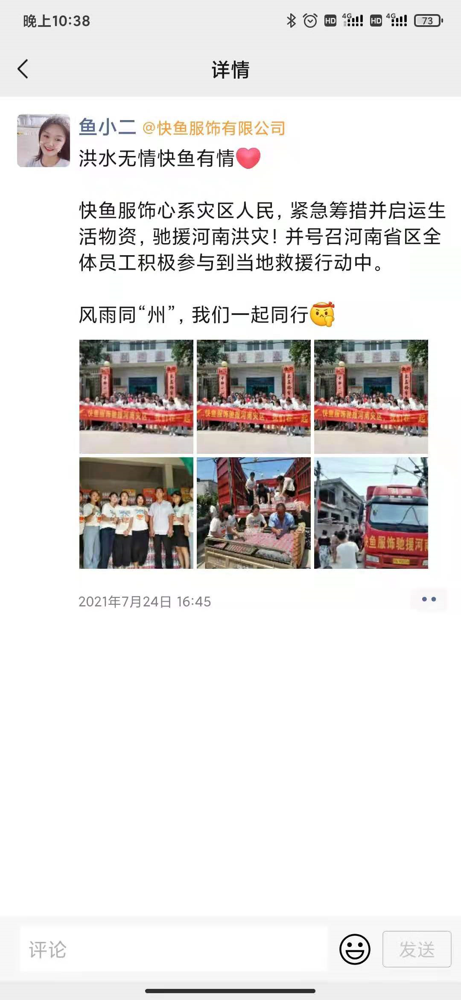 晚上10:38
HD 4G HD 4G 73
详情
鱼小二 @快鱼服饰有限公司
洪水无情快鱼有情
快鱼服饰心系灾区人民，紧急筹措并启运生
活物资，驰援河南洪灾！并号召河南省区全
体员工积极参与到当地救援行动中。
风雨同“州”，我们一起同行
快鱼服饰驰援河南灾区，我们在一起
快鱼服饰驰援河南灾区，我们在一起
快鱼服饰驰援河南灾区，我们在一起
快鱼服饰驰援河南
2021年7月24日 16:45
评论
发送